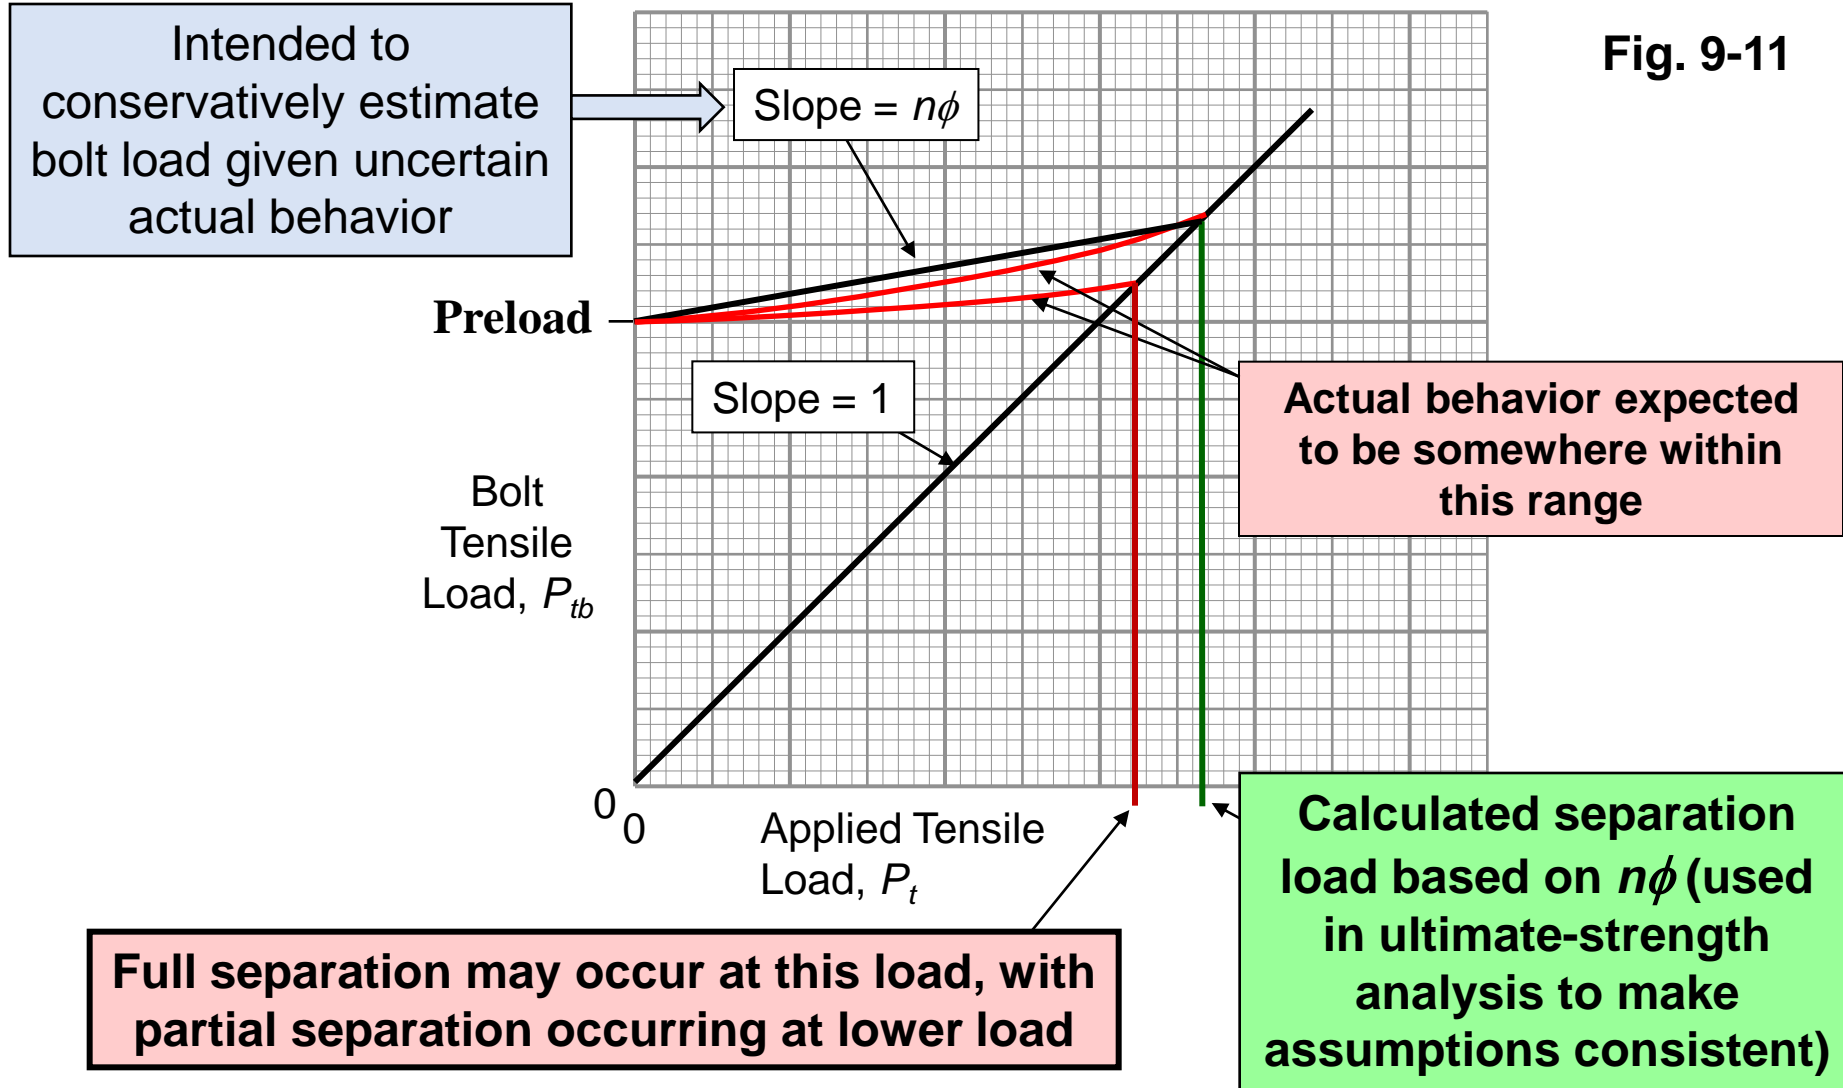 Intended to
conservatively estimate
bolt load given uncertain
actual behavior
Slope = nϕ
Fig. 9-11
Preload
Slope = 1
Actual behavior expected
to be somewhere within
this range
Bolt
Tensile
Load, Ptb
0
0
Applied Tensile
Load, Pt
Calculated separation
load based on nϕ (used
in ultimate-strength
analysis to make
assumptions consistent)
Full separation may occur at this load, with
partial separation occurring at lower load